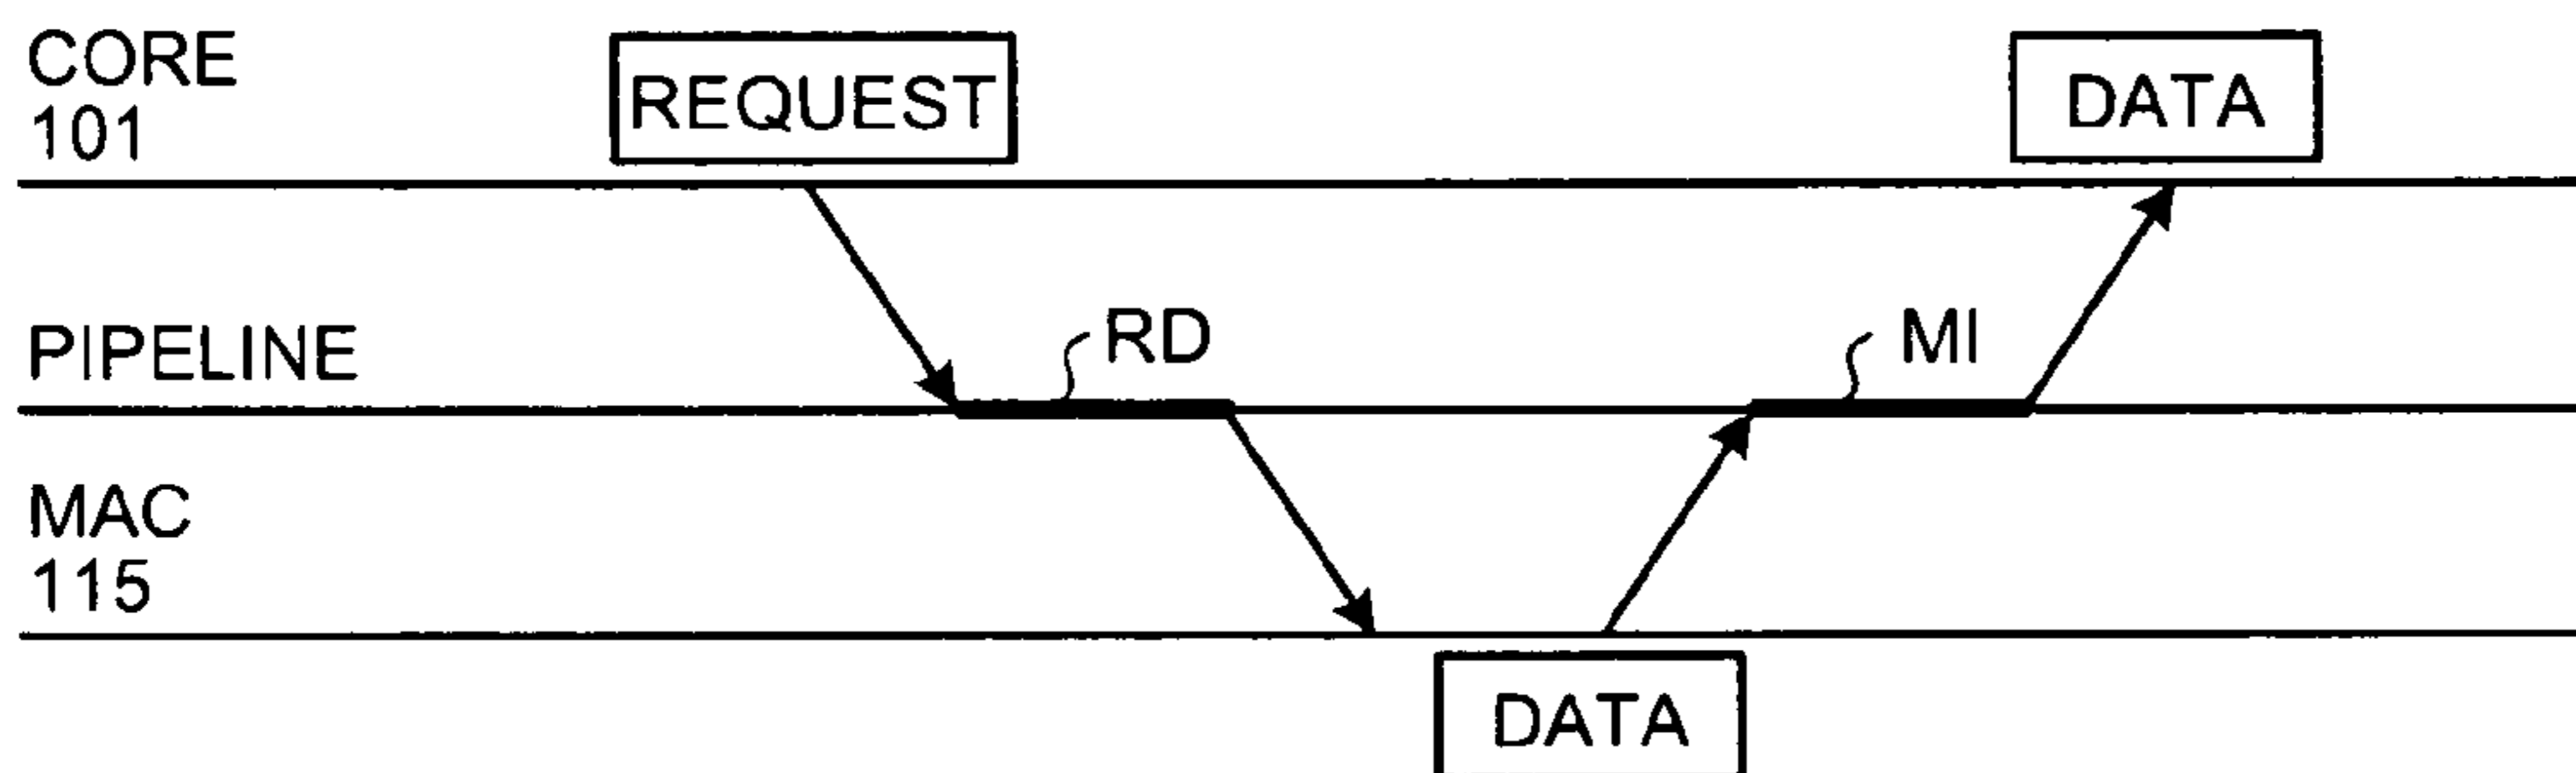 CORE
101
REQUEST
DATA
PIPELINE
RD
MI
MAC
115
DATA